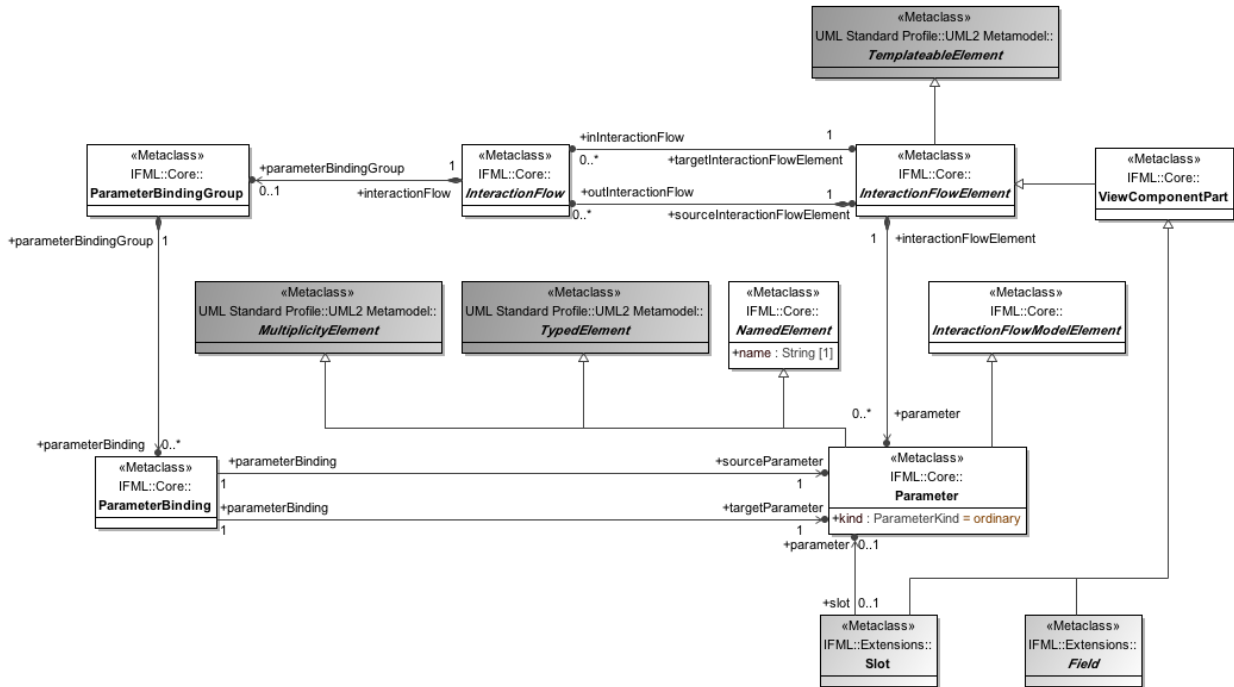 «Metaclass»
UML Standard Profile::UML2 Metamodel::
TemplateableElement
«Metaclass»
IFML::Core::
ParameterBindingGroup
+parameterBindingGroup
0..1
1
+interactionFlow
«Metaclass»
IFML::Core::
InteractionFlow
+inInteractionFlow
0..*
1
+targetInteractionFlowElement
+outInteractionFlow
0..*
1
+sourceInteractionFlowElement
«Metaclass»
IFML::Core::
InteractionFlowElement
«Metaclass»
IFML::Core::
ViewComponentPart
+parameterBindingGroup
1
1
+interactionFlowElement
«Metaclass»
UML Standard Profile::UML2 Metamodel::
MultiplicityElement
«Metaclass»
UML Standard Profile::UML2 Metamodel::
TypedElement
«Metaclass»
IFML::Core::
NamedElement
+name : String [1]
«Metaclass»
IFML::Core::
InteractionFlowModelElement
0..*
+parameter
+parameterBinding
0..*
«Metaclass»
IFML::Core::
ParameterBinding
+parameterBinding
1
+sourceParameter
1
+parameterBinding
1
+targetParameter
1
«Metaclass»
IFML::Core::
Parameter
+kind : ParameterKind = ordinary
+parameter
0..1
+slot
0..1
«Metaclass»
IFML::Extensions::
Slot
«Metaclass»
IFML::Extensions::
Field